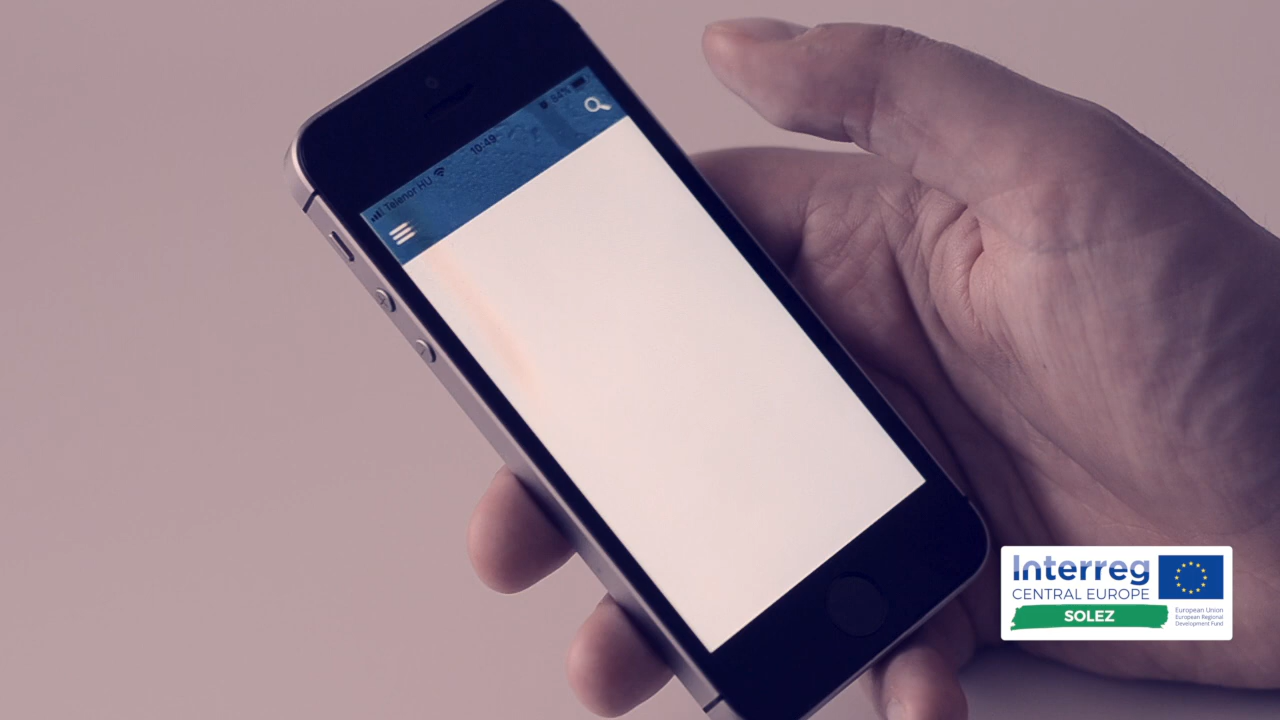 Telenor HU
10:49
84%
Interreg
CENTRAL EUROPE
SOLEZ
European Union
European Regional
Development Fund